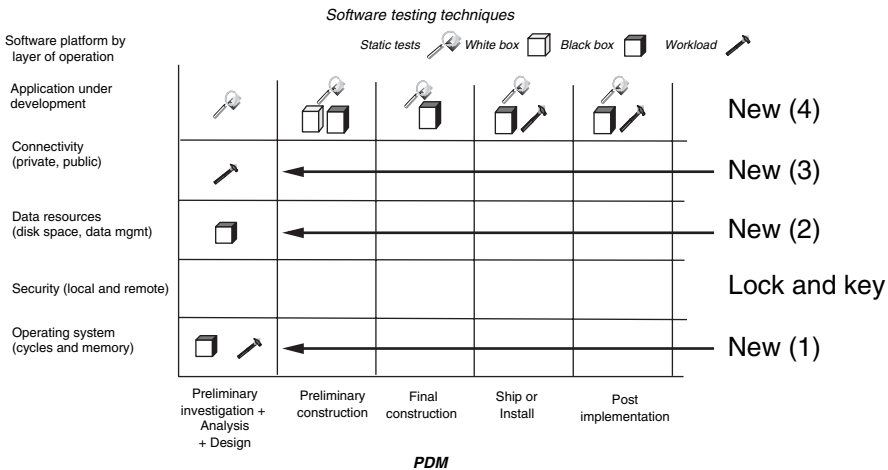 Software testing techniques
Software platform by
layer of operation
Static tests White box Black box Workload
Application under
development
New (4)
Connectivity
(private, public)
New (3)
Data resources
(disk space, data mgmt)
New (2)
Security (local and remote)
Lock and key
Operating system
(cycles and memory)
New (1)
Preliminary
investigation +
Analysis
+ Design
Preliminary
construction
Final
construction
Ship or
Install
Post
implementation
PDM